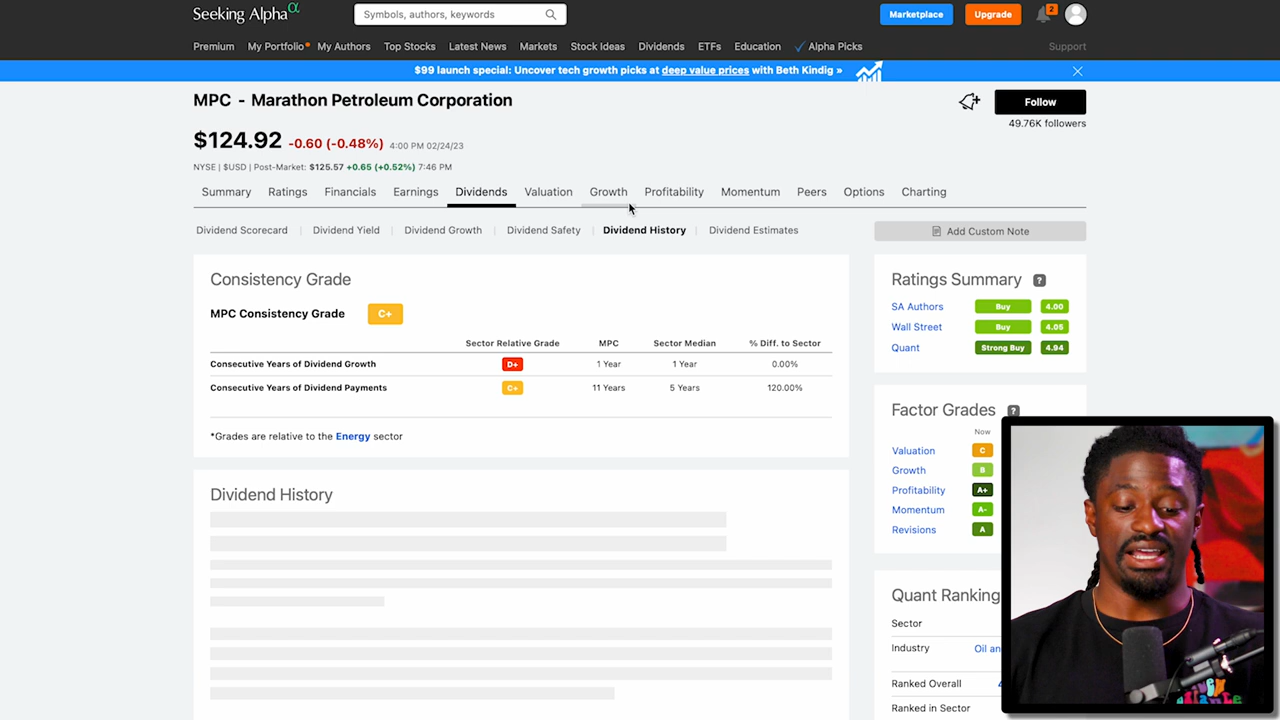 Seeking Alpha α
Symbols, authors, keywords
Marketplace
Upgrade
2
Premium My Portfolio My Authors Top Stocks Latest News Markets Stock Ideas Dividends ETFs Education Alpha Picks Support
$99 launch special: Uncover tech growth picks at deep value prices with Beth Kindig »
MPC - Marathon Petroleum Corporation
Follow
49.76K followers
$124.92 -0.60 (-0.48%) 4:00 PM 02/24/23
NYSE | $USD | Post-Market: $125.57 +0.65 (+0.52%) 7:46 PM
Summary Ratings Financials Earnings Dividends Valuation Growth Profitability Momentum Peers Options Charting
Dividend Scorecard Dividend Yield Dividend Growth Dividend Safety Dividend History Dividend Estimates
Add Custom Note
Consistency Grade
MPC Consistency Grade C+
Sector Relative Grade MPC Sector Median % Diff. to Sector
Consecutive Years of Dividend Growth D+ 1 Year 1 Year 0.00%
Consecutive Years of Dividend Payments C+ 11 Years 5 Years 120.00%
*Grades are relative to the Energy sector
Dividend History
Ratings Summary ?
SA Authors Buy 4.00
Wall Street Buy 4.05
Quant Strong Buy 4.94
Factor Grades ?
Now
Valuation C
Growth B
Profitability A+
Momentum A-
Revisions A
Quant Ranking
Sector
Industry Oil an
Ranked Overall
Ranked in Sector